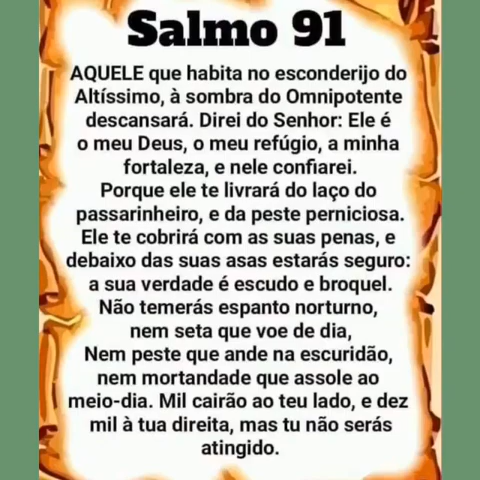 Salmo 91
AQUELE que habita no esconderijo do
Altíssimo, à sombra do Omnipotente
descansará. Direi do Senhor: Ele é
o meu Deus, o meu refúgio, a minha
fortaleza, e nele confiarei.
Porque ele te livrará do laço do
passarinheiro, e da peste perniciosa.
Ele te cobrirá com as suas penas, e
debaixo das suas asas estarás seguro:
a sua verdade é escudo e broquel.
Não temerás espanto norturno,
nem seta que voe de dia,
Nem peste que ande na escuridão,
nem mortandade que assole ao
meio-dia. Mil cairão ao teu lado, e dez
mil à tua direita, mas tu não serás
atingido.